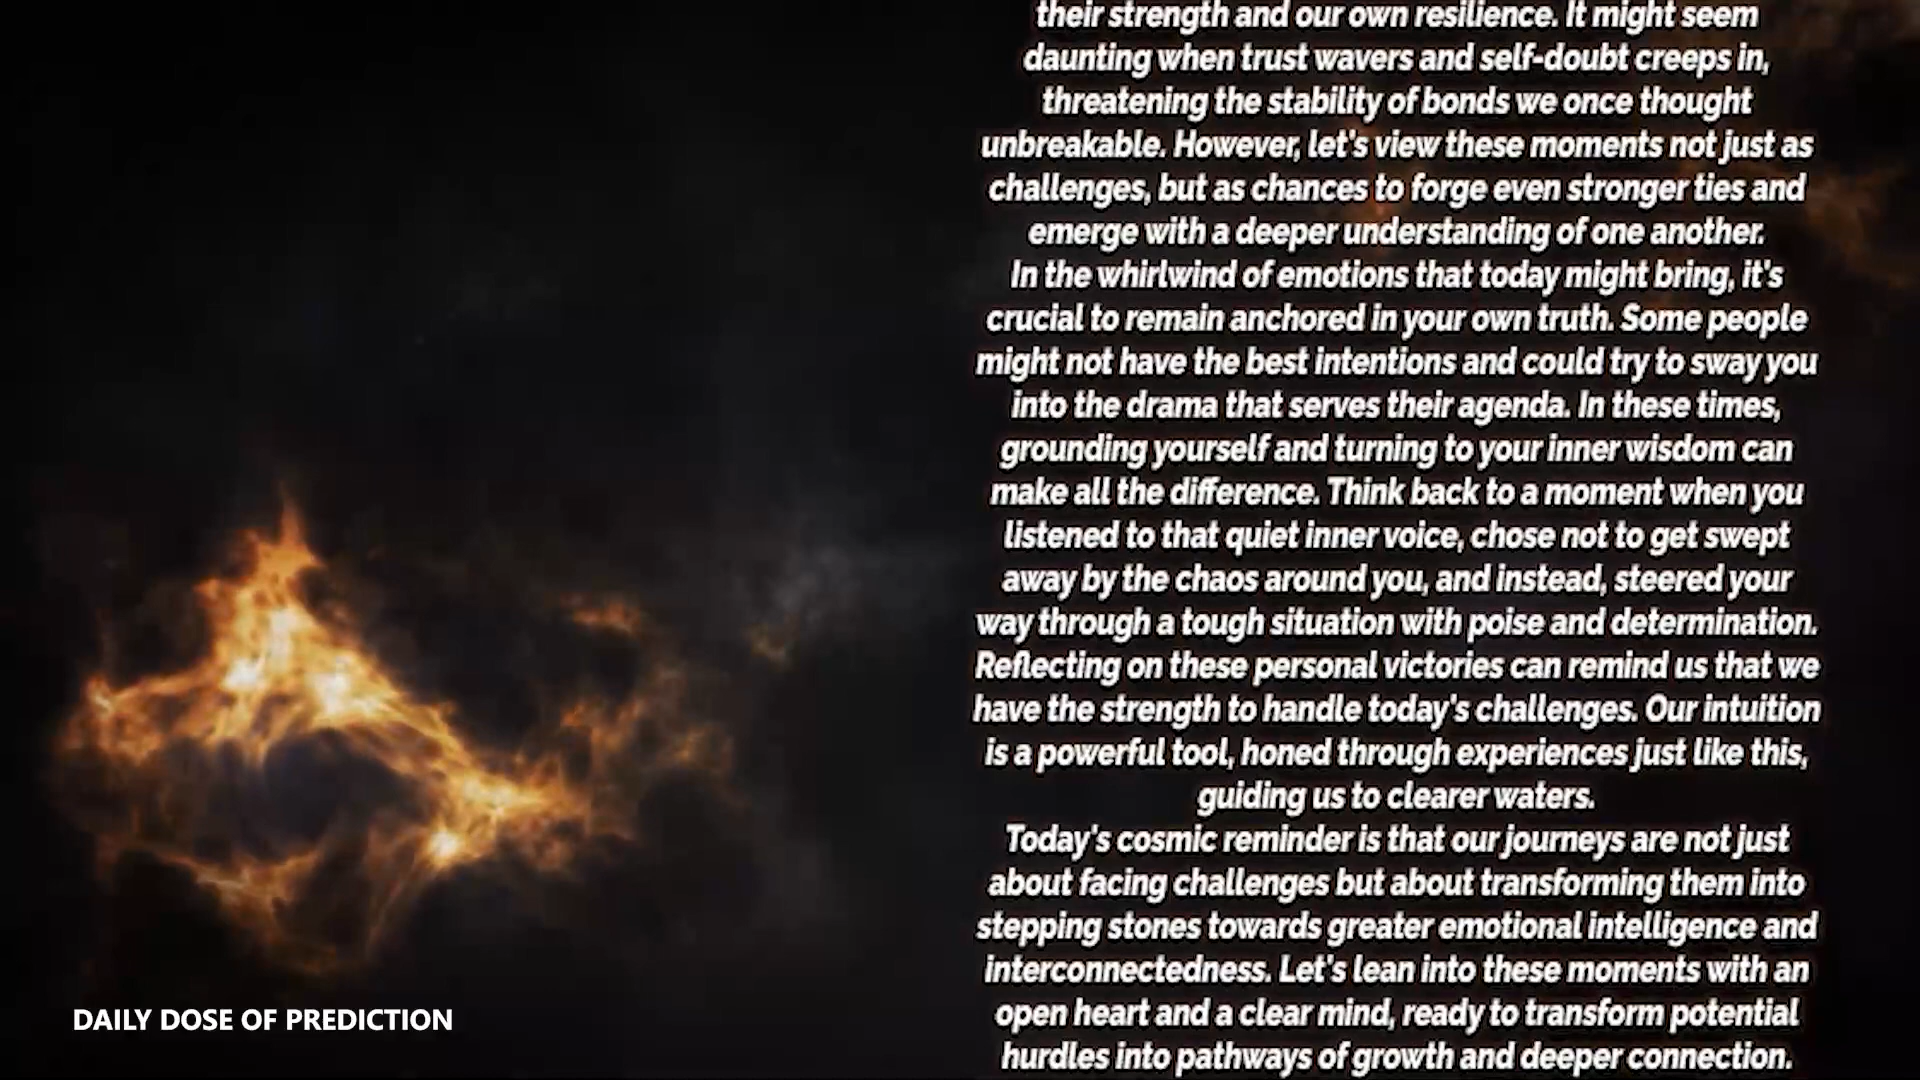 their strength and our own resilience. It might seem
daunting when trust wavers and self-doubt creeps in,
threatening the stability of bonds we once thought
unbreakable. However, let's view these moments not just as
challenges, but as chances to forge even stronger ties and
emerge with a deeper understanding of one another.
In the whirlwind of emotions that today might bring, it's
crucial to remain anchored in your own truth. Some people
might not have the best intentions and could try to sway you
into the drama that serves their agenda. In these times,
grounding yourself and turning to your inner wisdom can
make all the difference. Think back to a moment when you
listened to that quiet inner voice, chose not to get swept
away by the chaos around you, and instead, steered your
way through a tough situation with poise and determination.
Reflecting on these personal victories can remind us that we
have the strength to handle today's challenges. Our intuition
is a powerful tool, honed through experiences just like this,
guiding us to clearer waters.
Today's cosmic reminder is that our journeys are not just
about facing challenges but about transforming them into
stepping stones towards greater emotional intelligence and
interconnectedness. Let's lean into these moments with an
open heart and a clear mind, ready to transform potential
hurdles into pathways of growth and deeper connection.
DAILY DOSE OF PREDICTION